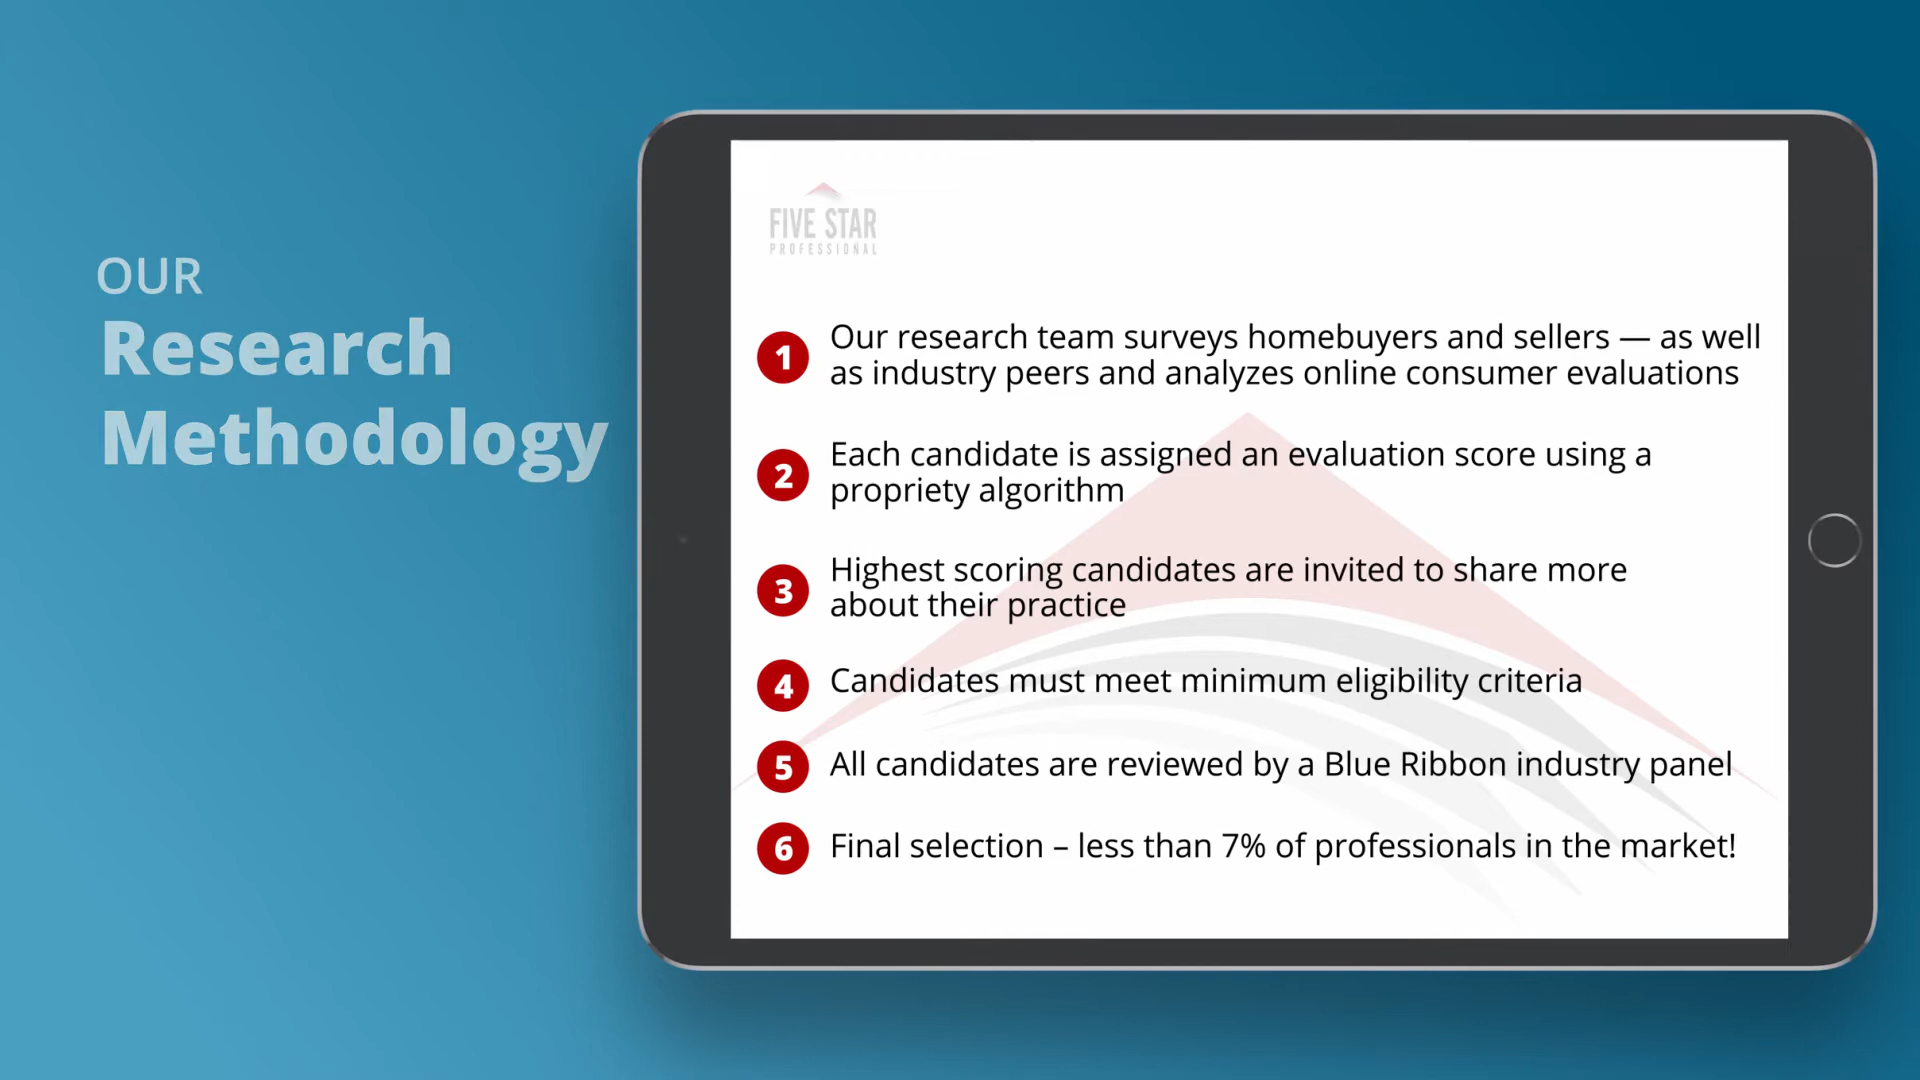 OUR
Research
Methodology
FIVE STAR
PROFESSIONAL
1 Our research team surveys homebuyers and sellers — as well
as industry peers and analyzes online consumer evaluations
2 Each candidate is assigned an evaluation score using a
propriety algorithm
3 Highest scoring candidates are invited to share more
about their practice
4 Candidates must meet minimum eligibility criteria
5 All candidates are reviewed by a Blue Ribbon industry panel
6 Final selection – less than 7% of professionals in the market!